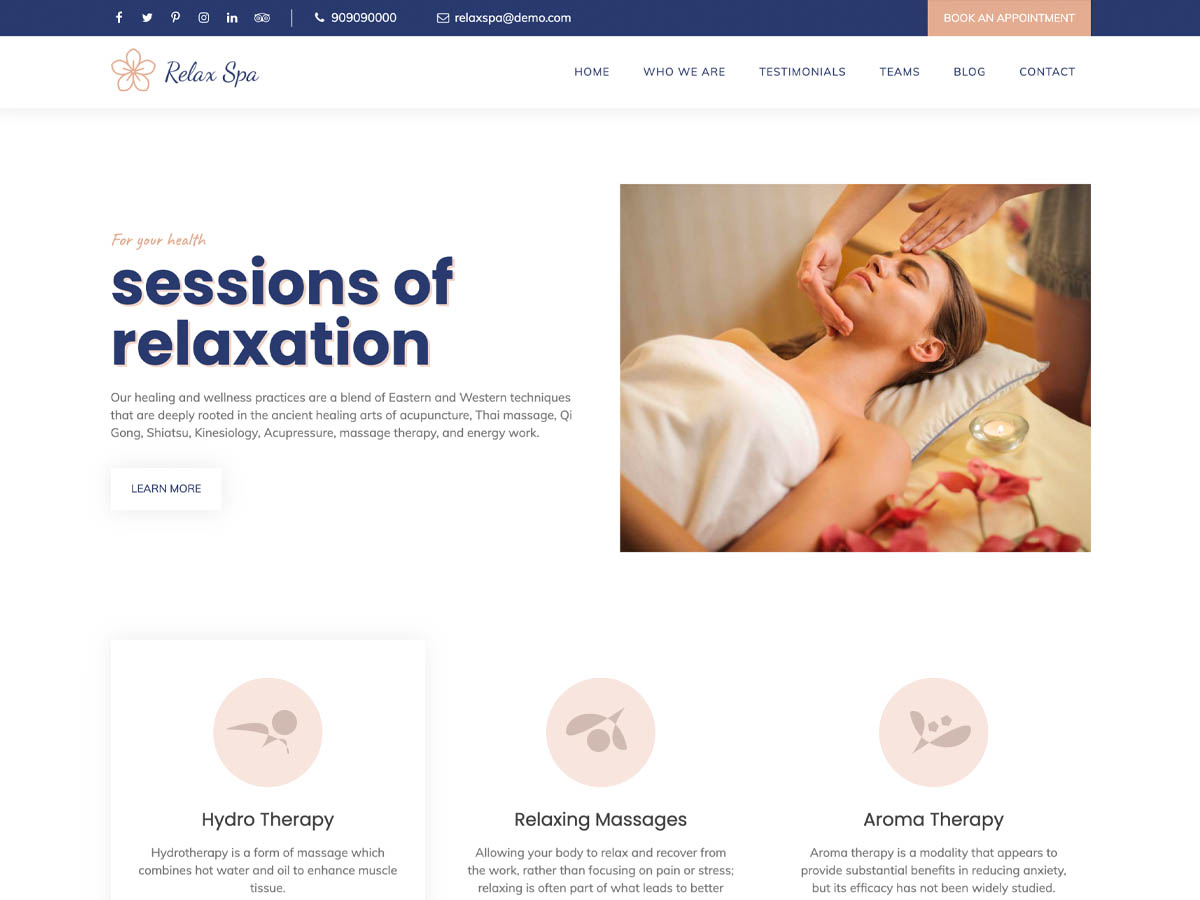 909090000
relaxspa@demo.com
BOOK AN APPOINTMENT
Relax Spa
HOME
WHO WE ARE
TESTIMONIALS
TEAMS
BLOG
CONTACT
For your health
sessions of
relaxation
Our healing and wellness practices are a blend of Eastern and Western techniques
that are deeply rooted in the ancient healing arts of acupuncture, Thai massage, Qi
Gong, Shiatsu, Kinesiology, Acupressure, massage therapy, and energy work.
LEARN MORE
Hydro Therapy
Hydrotherapy is a form of massage which
combines hot water and oil to enhance muscle
tissue.
Relaxing Massages
Allowing your body to relax and recover from
the work, rather than focusing on pain or stress;
relaxing is often part of what leads to better
Aroma Therapy
Aroma therapy is a modality that appears to
provide substantial benefits in reducing anxiety,
but its efficacy has not been widely studied.